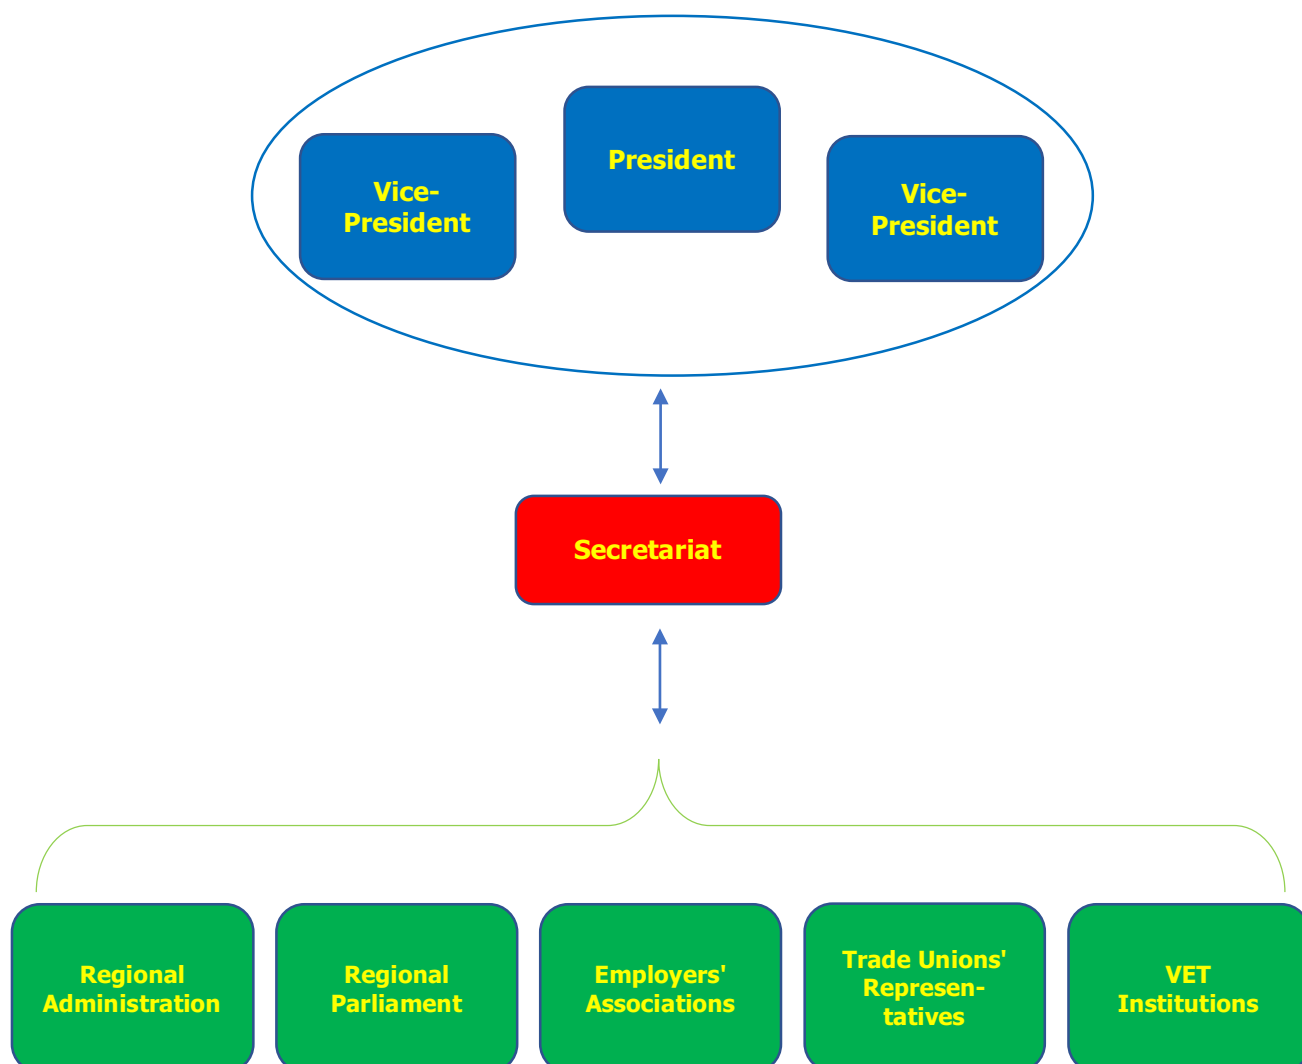 President
Vice-
President
Vice-
President
Secretariat
Regional
Administration
Regional
Parliament
Employers'
Associations
Trade Unions'
Represen-
tatives
VET
Institutions